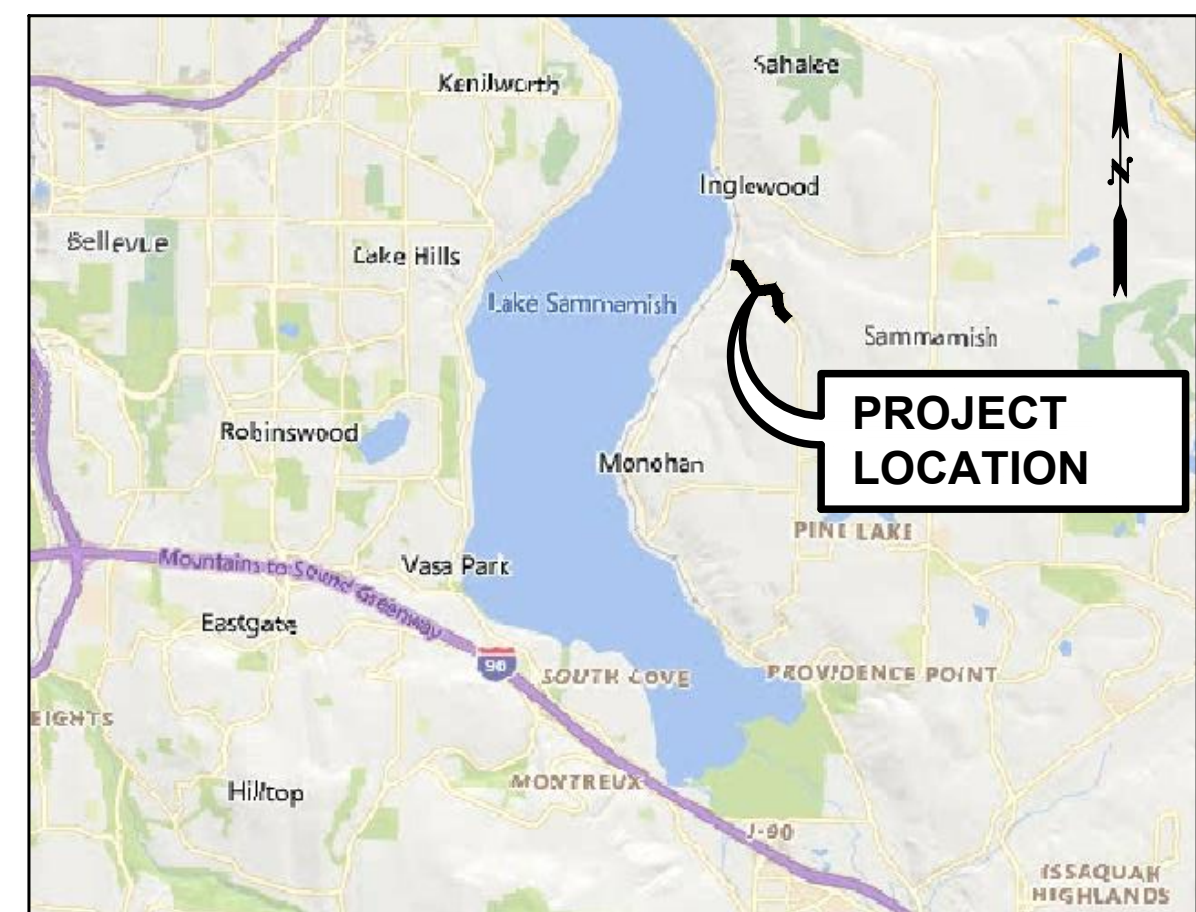 Sahalee
Kenilworth
N
Inglewood
Bellevue
Lake Hills
Lake Sammamish
Sammamish
PROJECT
LOCATION
Robinswood
Monohan
PINE LAKE
Mountains to Sound Greenway
Vasa Park
Eastgate
90
SOUTH COVE
PROVIDENCE POINT
EIGHTS
MONTREUX
Hilltop
I-90
ISSAQUAH
HIGHLANDS